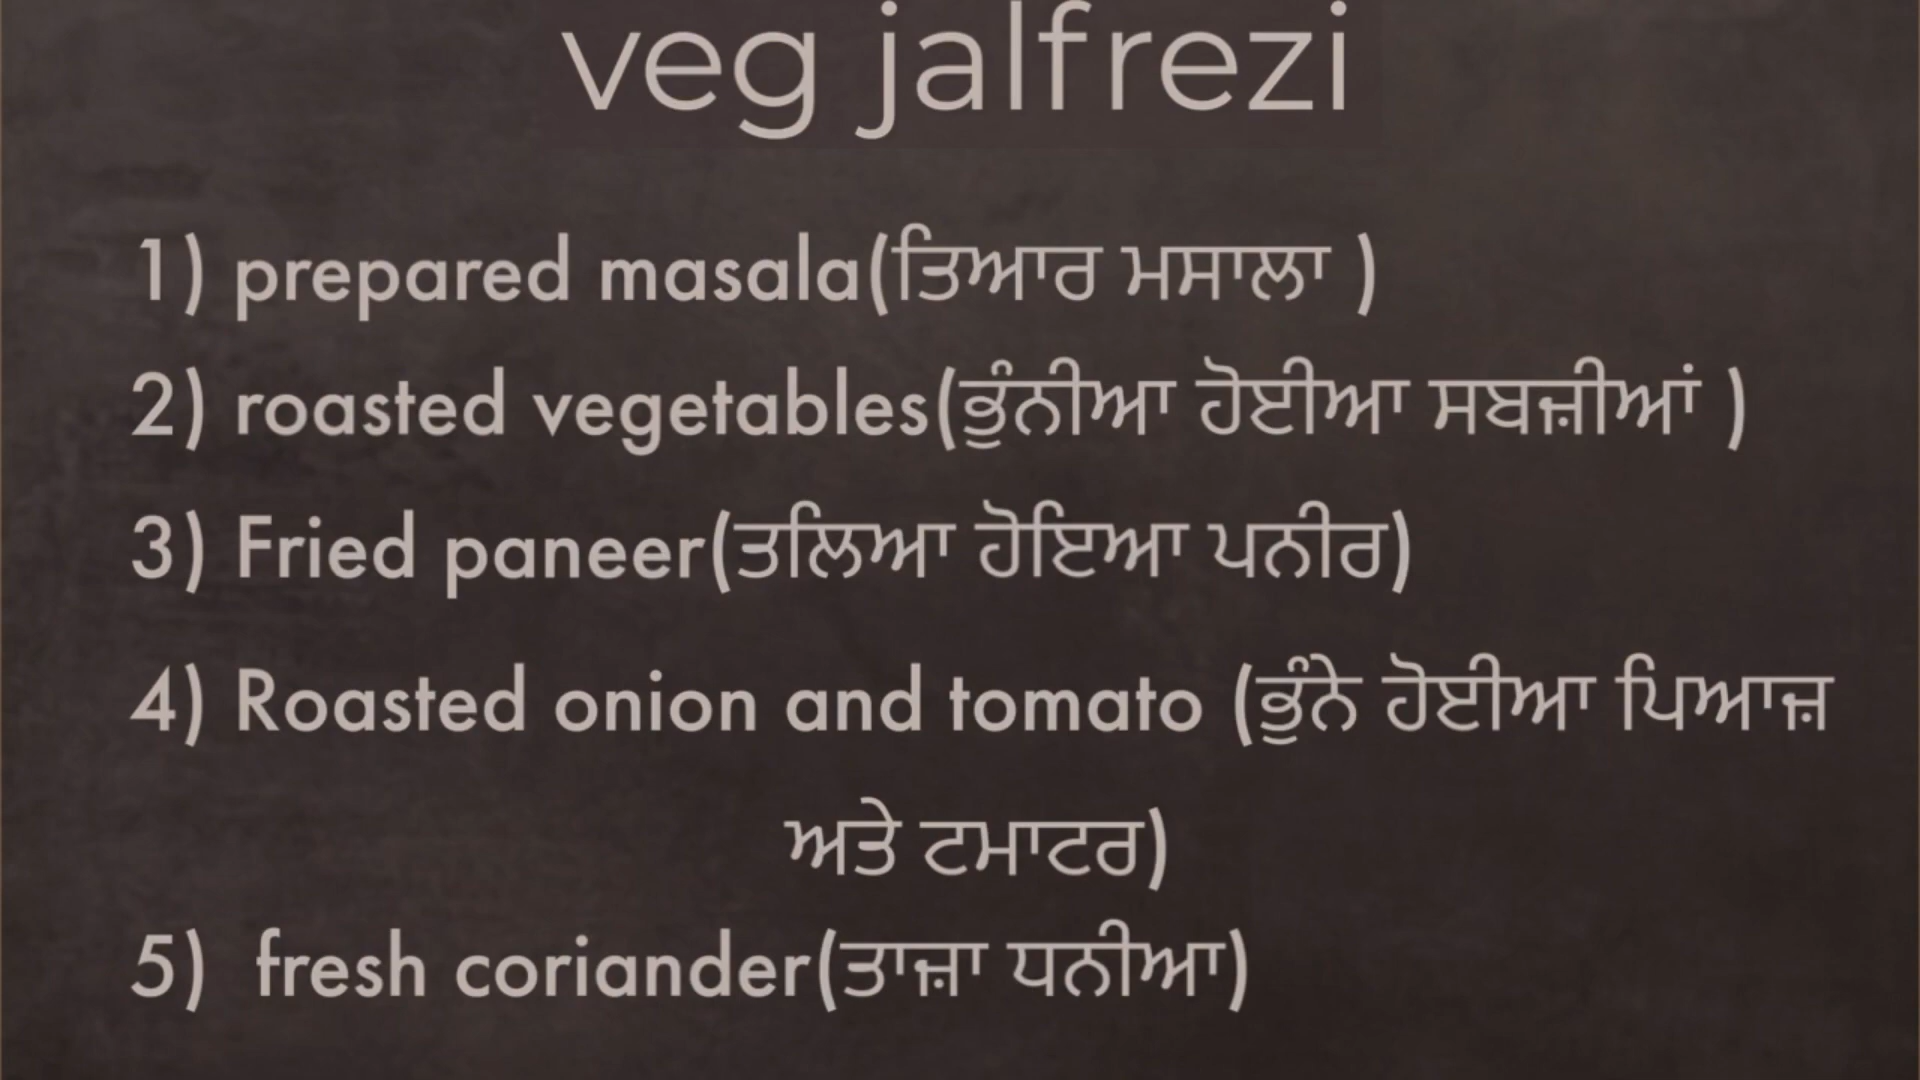 veg jalfrezi
1) prepared masala(ਤਿਆਰ ਮਸਾਲਾ )
2) roasted vegetables(ਭੁੰਨੀਆ ਹੋਈਆ ਸਬਜ਼ੀਆਂ )
3) Fried paneer(ਤਲਿਆ ਹੋਇਆ ਪਨੀਰ)
4) Roasted onion and tomato (ਭੁੰਨੇ ਹੋਈਆ ਪਿਆਜ਼
ਅਤੇ ਟਮਾਟਰ)
5) fresh coriander(ਤਾਜ਼ਾ ਧਨੀਆ)